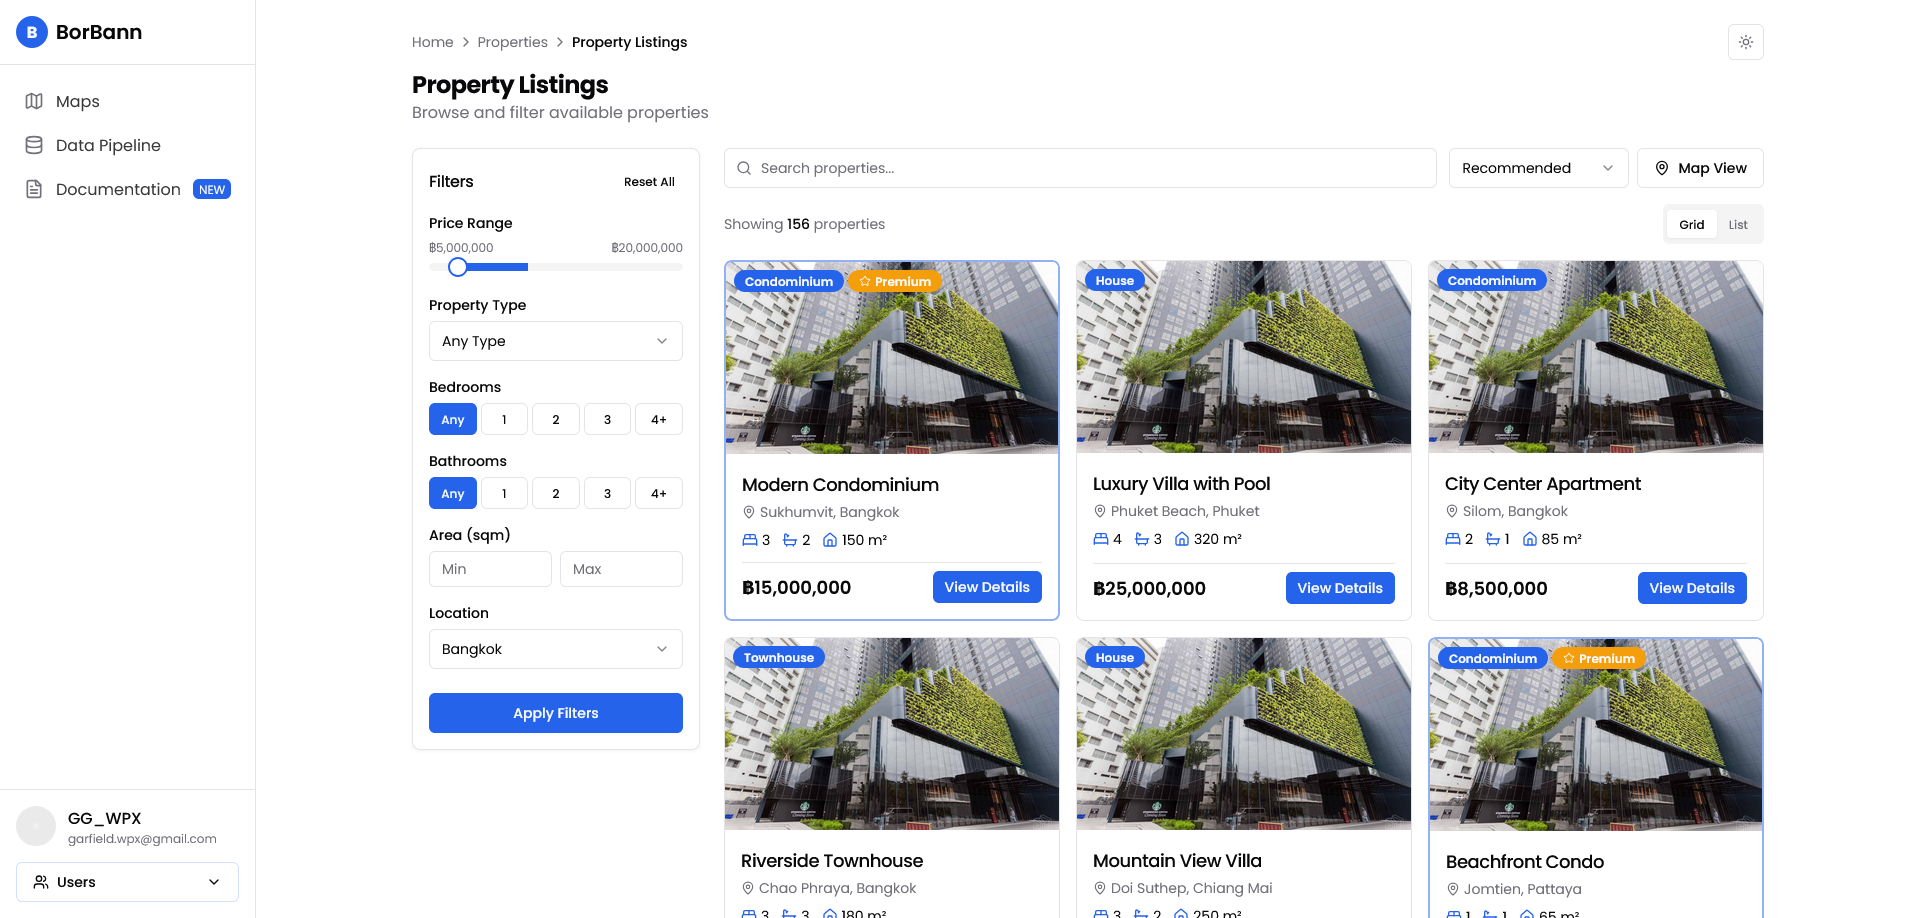 B BorBann
Maps
Data Pipeline
Documentation NEW
GG_WPX
garfield.wpx@gmail.com
Users
Home > Properties > Property Listings
Property Listings
Browse and filter available properties
Filters
Reset All
Price Range
฿5,000,000 ฿20,000,000
Property Type
Any Type
Bedrooms
Any 1 2 3 4+
Bathrooms
Any 1 2 3 4+
Area (sqm)
Min Max
Location
Bangkok
Apply Filters
Search properties...
Recommended
Map View
Showing 156 properties
Grid List
Condominium Premium
Modern Condominium
Sukhumvit, Bangkok
3 2 150 m²
฿15,000,000 View Details
House
Luxury Villa with Pool
Phuket Beach, Phuket
4 3 320 m²
฿25,000,000 View Details
Condominium
City Center Apartment
Silom, Bangkok
2 1 85 m²
฿8,500,000 View Details
Townhouse
Riverside Townhouse
Chao Phraya, Bangkok
3 3 180 m²
House
Mountain View Villa
Doi Suthep, Chiang Mai
3 2 250 m²
Condominium Premium
Beachfront Condo
Jomtien, Pattaya
1 1 65 m²